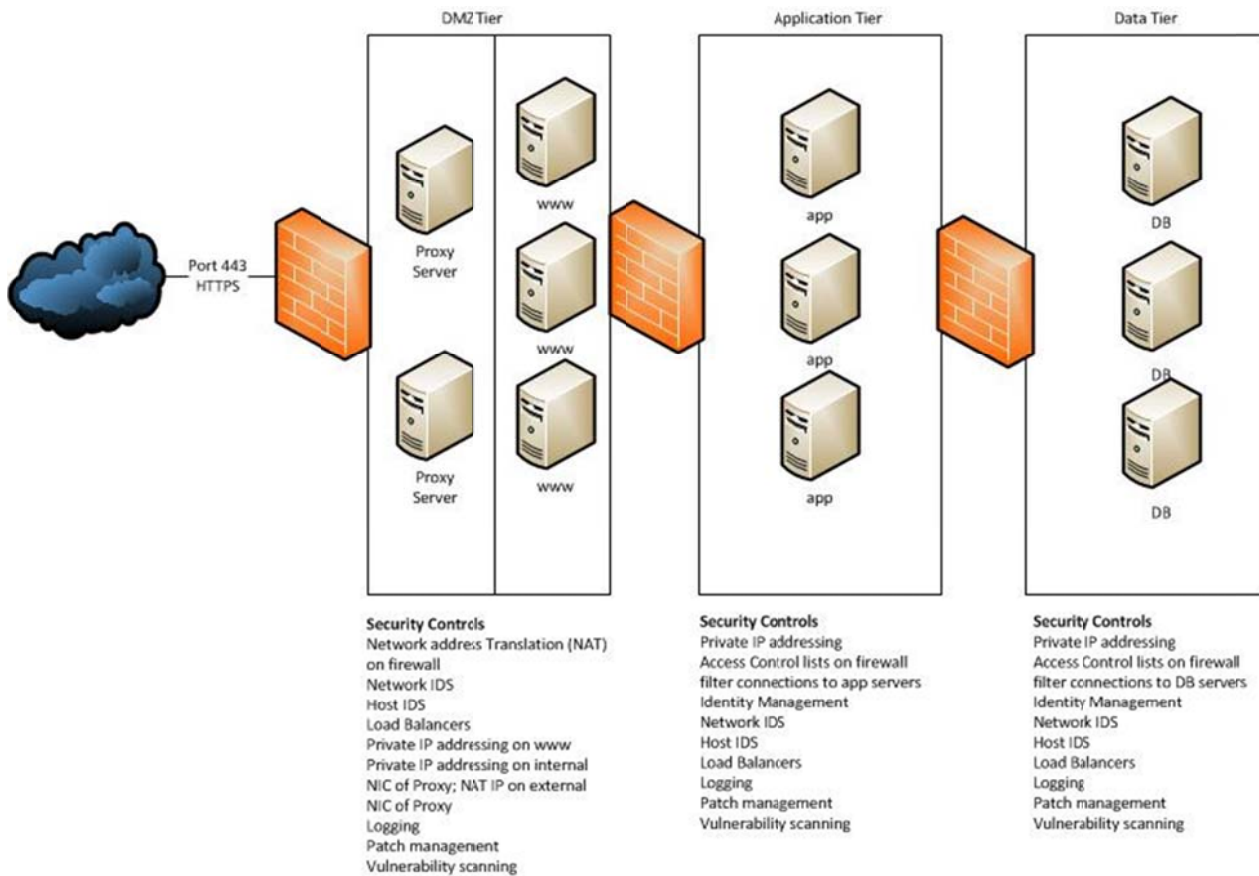 DMZ Tier
Application Tier
Data Tier
Port 443
HTTPS
Proxy
Server
Proxy
Server
www
www
www
app
app
app
DB
DB
DB
Security Controls
Network address Translation (NAT)
on firewall
Network IDS
Host IDS
Load Balancers
Private IP addressing on www
Private IP addressing on internal
NIC of Proxy; NAT IP on external
NIC of Proxy
Logging
Patch management
Vulnerability scanning
Security Controls
Private IP addressing
Access Control lists on firewall
filter connections to app servers
Identity Management
Network IDS
Host IDS
Load Balancers
Logging
Patch management
Vulnerability scanning
Security Controls
Private IP addressing
Access Control lists on firewall
filter connections to DB servers
Identity Management
Network IDS
Host IDS
Load Balancers
Logging
Patch management
Vulnerability scanning